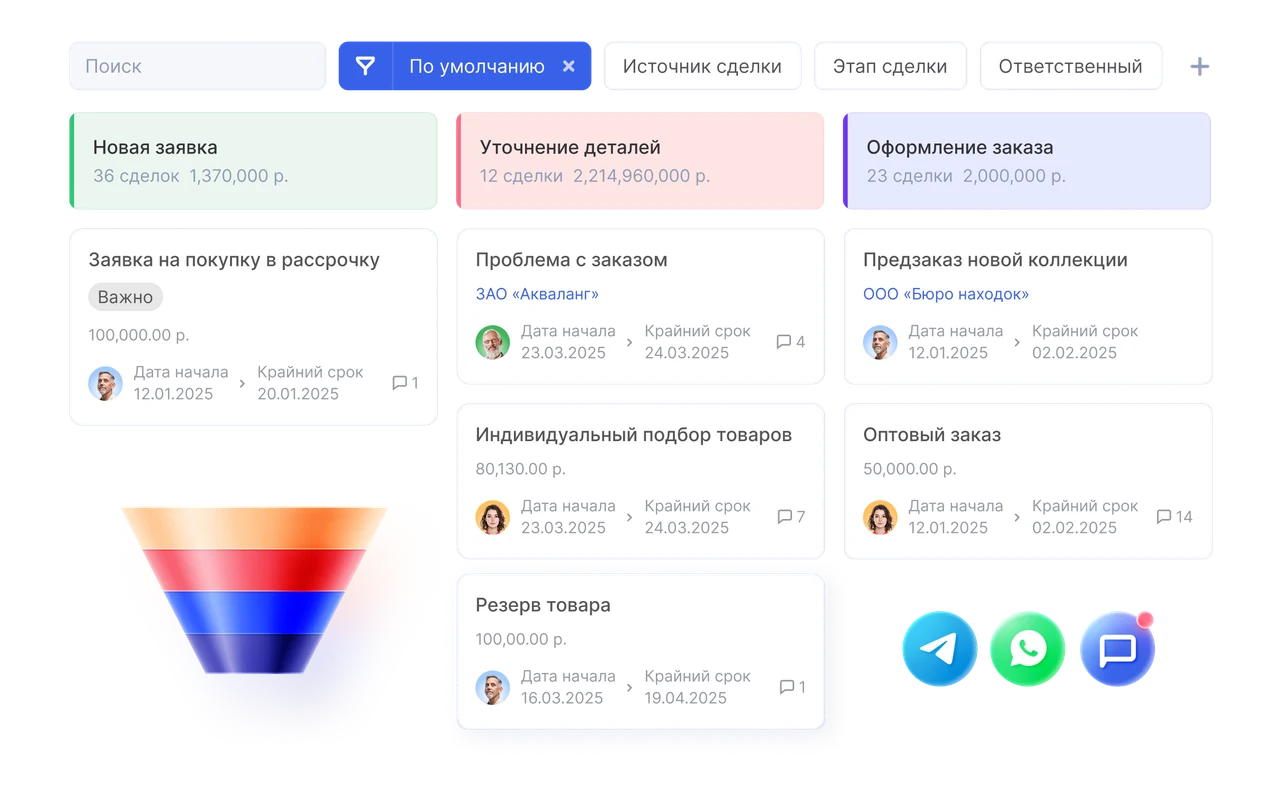 Поиск
По умолчанию
Источник сделки
Этап сделки
Ответственный
Новая заявка
36 сделок 1,370,000 р.
Заявка на покупку в рассрочку
Важно
100,000.00 р.
Дата начала
12.01.2025
Крайний срок
20.01.2025
1
Уточнение деталей
12 сделки 2,214,960,000 р.
Проблема с заказом
ЗАО «Акваланг»
Дата начала
23.03.2025
Крайний срок
24.03.2025
4
Индивидуальный подбор товаров
80,130.00 р.
Дата начала
23.03.2025
Крайний срок
24.03.2025
7
Резерв товара
100,00.00 р.
Дата начала
16.03.2025
Крайний срок
19.04.2025
1
Оформление заказа
23 сделки 2,000,000 р.
Предзаказ новой коллекции
ООО «Бюро находок»
Дата начала
12.01.2025
Крайний срок
02.02.2025
Оптовый заказ
50,000.00 р.
Дата начала
12.01.2025
Крайний срок
02.02.2025
14